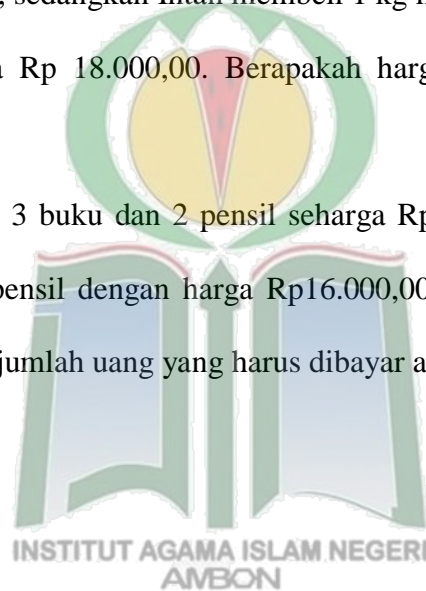 sedangkan Intan membeli 1 kg
Rp 18.000,00. Berapakah harg
3 buku dan 2 pensil seharga Rp
pensil dengan harga Rp16.000,00
jumlah uang yang harus dibayar a
INSTITUT AGAMA ISLAM NEGERI
AMBON